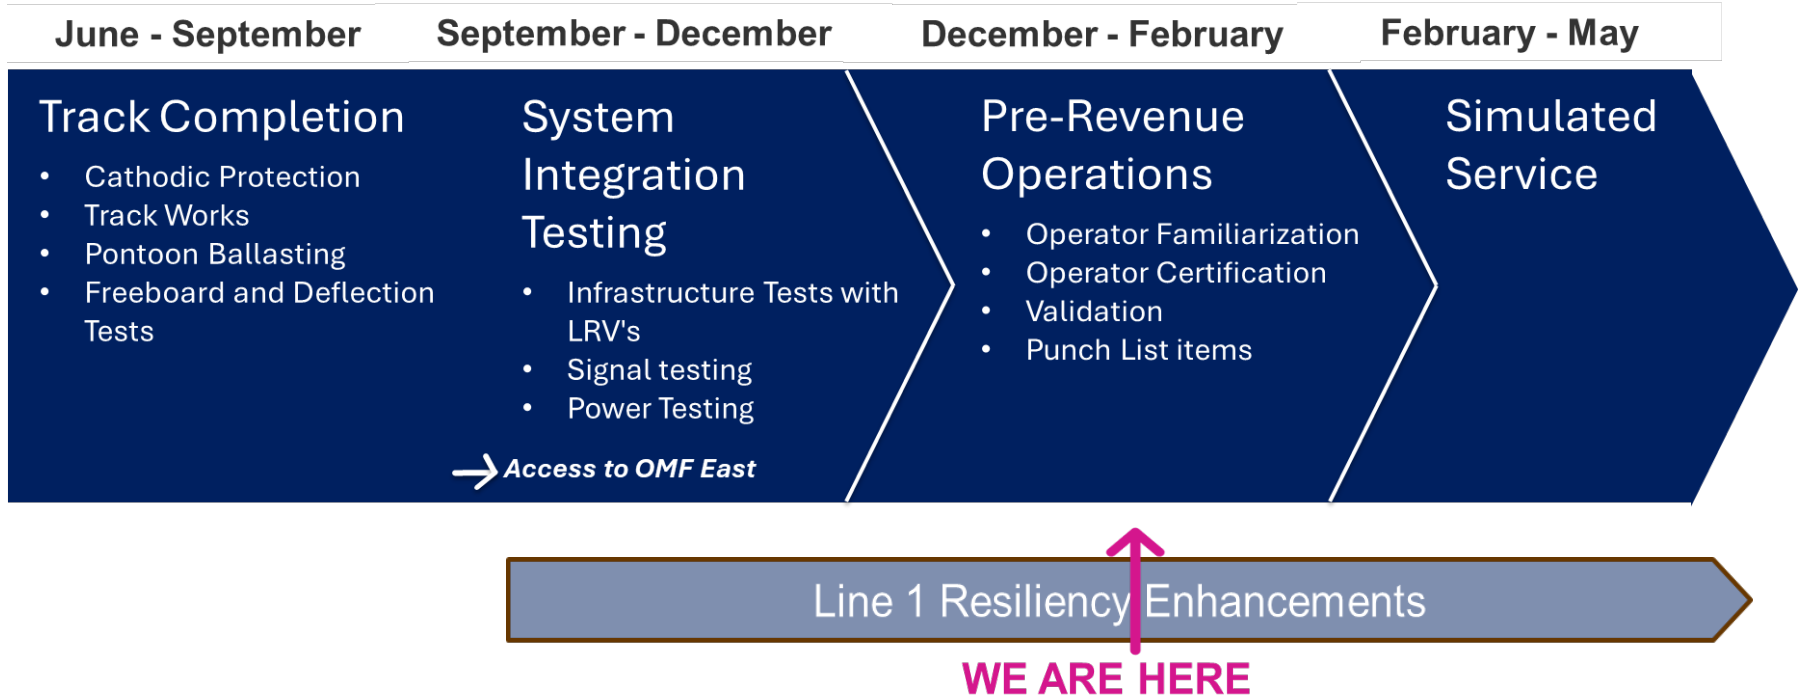 June - September
September - December
December - February
February - May
Track Completion
• Cathodic Protection
• Track Works
• Pontoon Ballasting
• Freeboard and Deflection
Tests
System
Integration
Testing
• Infrastructure Tests with
LRV's
• Signal testing
• Power Testing
Access to OMF East
Pre-Revenue
Operations
• Operator Familiarization
• Operator Certification
• Validation
• Punch List items
Simulated
Service
Line 1 Resiliency Enhancements
WE ARE HERE